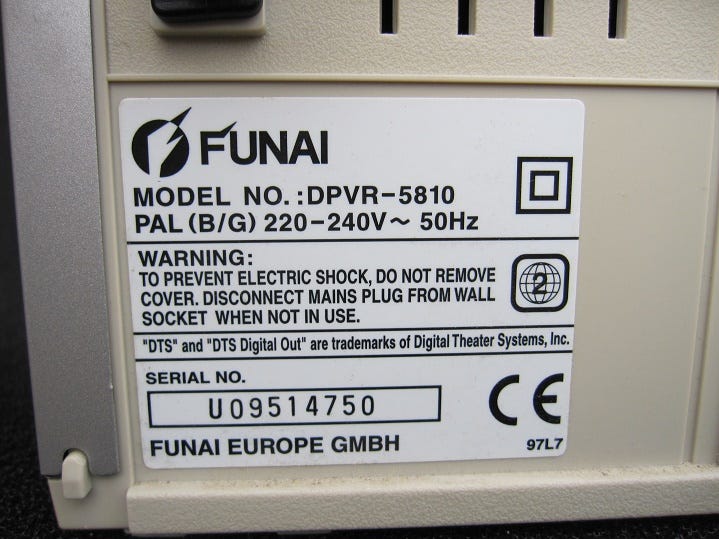 FUNAI
MODEL NO.:DPVR-5810
PAL (B/G) 220-240V~ 50Hz
WARNING:
TO PREVENT ELECTRIC SHOCK, DO NOT REMOVE
COVER. DISCONNECT MAINS PLUG FROM WALL
SOCKET WHEN NOT IN USE.
2
"DTS" and "DTS Digital Out" are trademarks of Digital Theater Systems, Inc.
SERIAL NO.
U09514750
CE
FUNAI EUROPE GMBH
97L7